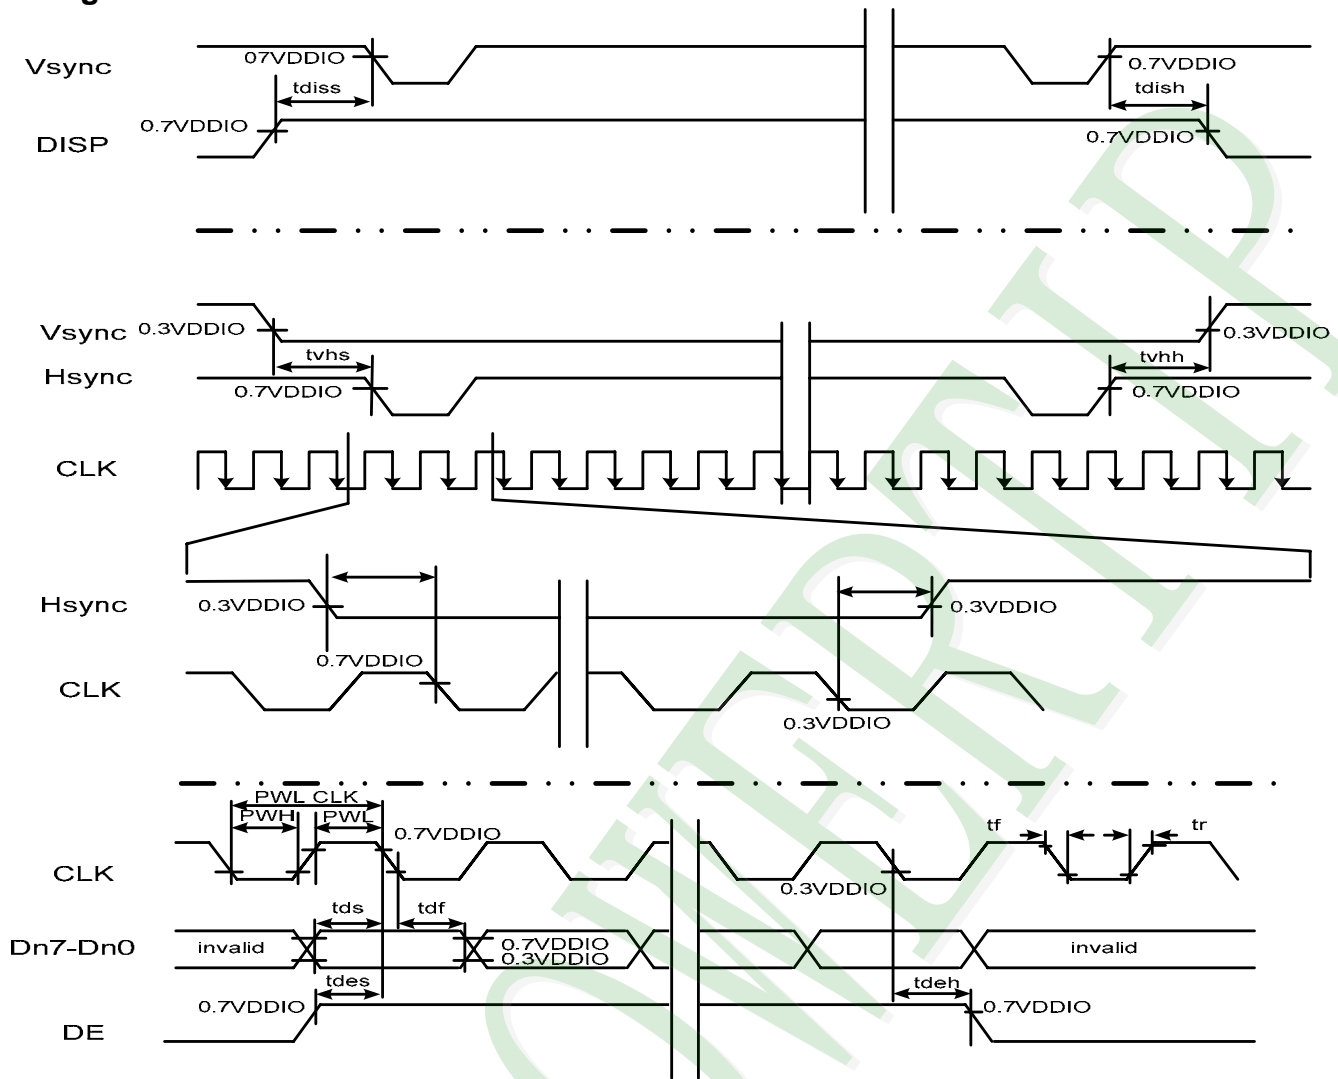 g
Vsync 07VDDIO 0.7VDDIO
tdiss tdish
0.7VDDIO 0.7VDDIO
DISP
Vsync 0.3VDDIO 0.3VDDIO
tvhs tvhh
Hsync 0.7VDDIO 0.7VDDIO
CLK
Hsync 0.3VDDIO 0.3VDDIO
0.7VDDIO
CLK
0.3VDDIO
PWL CLK
PWH PWL 0.7VDDIO tf tr
CLK 0.3VDDIO
tds tdf
Dn7-Dn0 invalid 0.7VDDIO invalid
0.3VDDIO
tdes tdeh
0.7VDDIO 0.7VDDIO
DE
OWERTIP